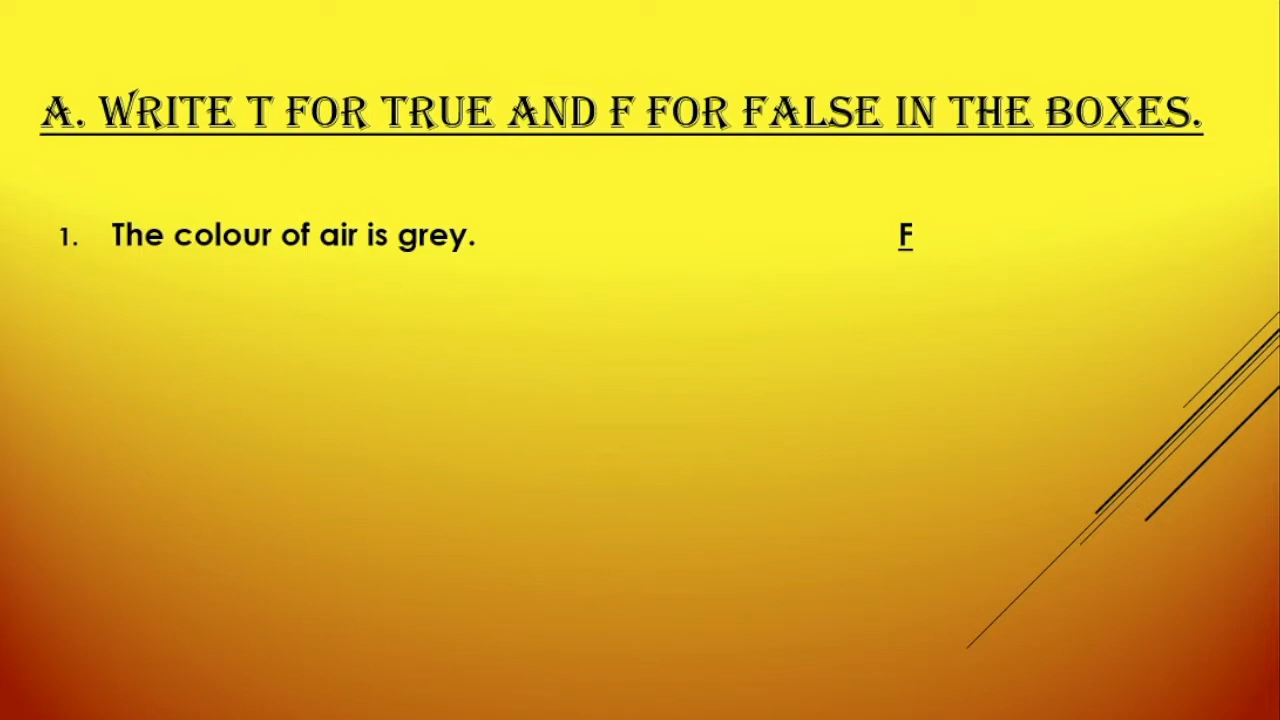 A. WRITE T FOR TRUE AND F FOR FALSE IN THE BOXES.
1. The colour of air is grey. F